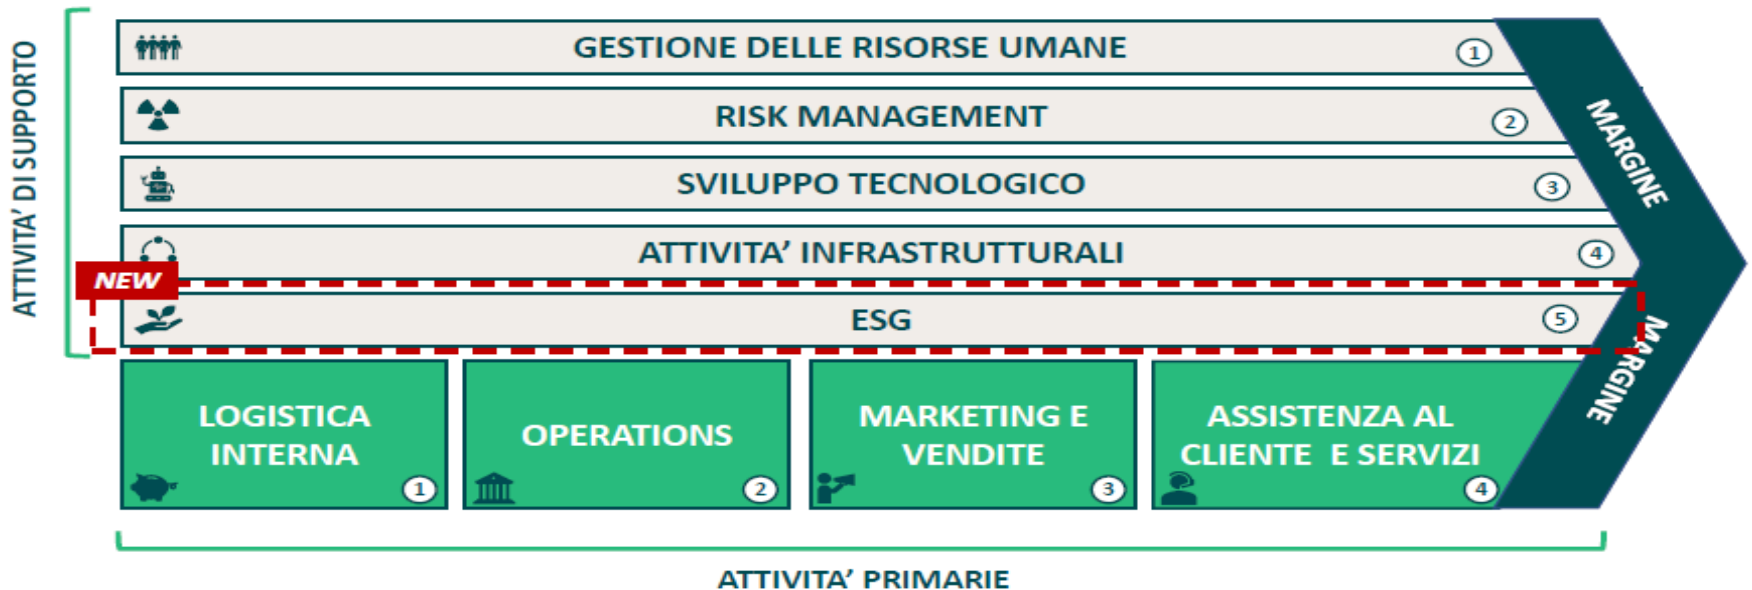 ATTIVITA’ DI SUPPORTO
GESTIONE DELLE RISORSE UMANE
1
RISK MANAGEMENT
2
SVILUPPO TECNOLOGICO
3
ATTIVITA’ INFRASTRUTTURALI
4
NEW
ESG
5
MARGINE
MARGINE
LOGISTICA
INTERNA
1
OPERATIONS
2
MARKETING E
VENDITE
3
ASSISTENZA AL
CLIENTE E SERVIZI
4
ATTIVITA’ PRIMARIE